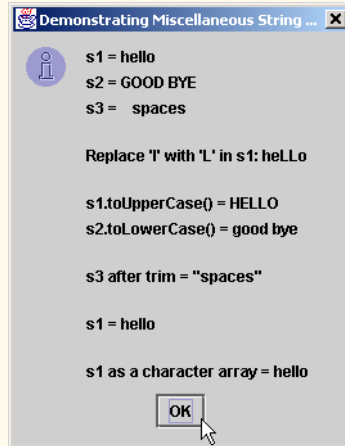 Demonstrating Miscellaneous String ...
s1 = hello
s2 = GOOD BYE
s3 =    spaces
Replace 'l' with 'L' in s1: heLLo
s1.toUpperCase() = HELLO
s2.toLowerCase() = good bye
s3 after trim = "spaces"
s1 = hello
s1 as a character array = hello
OK